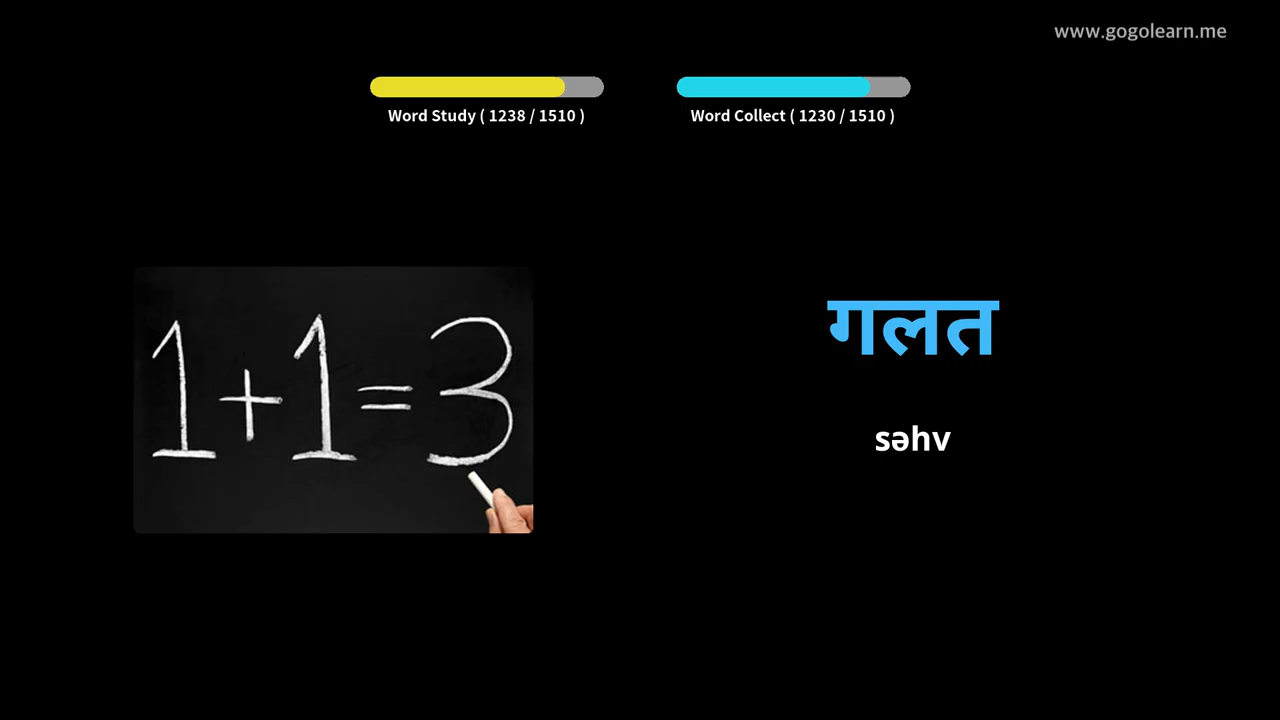 www.gogolearn.me
Word Study ( 1238 / 1510 )
Word Collect ( 1230 / 1510 )
1+1=3
गलत
səhv